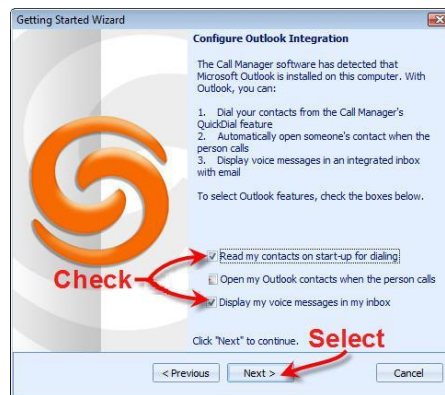 Getting Started Wizard
Configure Outlook Integration
The Call Manager software has detected that
Microsoft Outlook is installed on this computer. With
Outlook, you can:
1. Dial your contacts from the Call Manager's
QuickDial feature
2. Automatically open someone's contact when the
person calls
3. Display voice messages in an integrated inbox
with email
To select Outlook features, check the boxes below.
Read my contacts on start-up for dialing
Check
Open my Outlook contacts when the person calls
Display my voice messages in my inbox
Click "Next" to continue.
Select
< Previous
Next >
Cancel